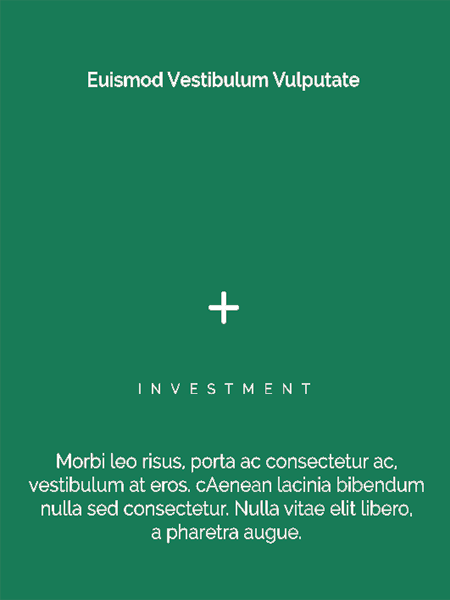 Euismod Vestibulum Vulputate
INVESTMENT
Morbi leo risus, porta ac consectetur ac,
vestibulum at eros. cAenean lacinia bibendum
nulla sed consectetur. Nulla vitae elit libero,
a pharetra augue.